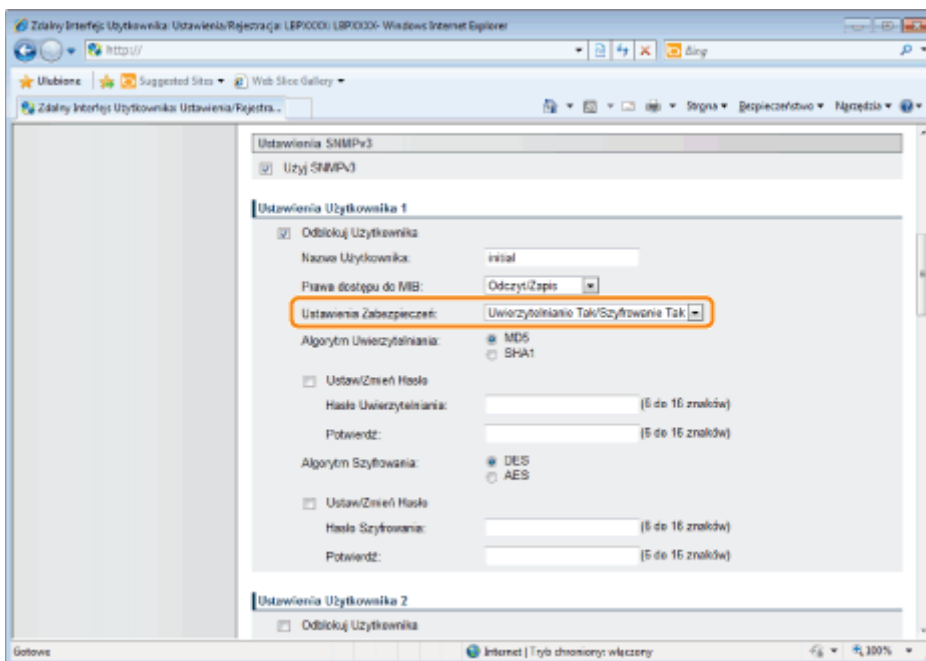 Zdalny Interfejs Użytkownika: Ustawienia/Rejestracja: LBPXXXX: LBPXXXX- Windows Internet Explorer
http://
Bing
Ulubione Suggested Sites Web Slice Gallery
Zdalny Interfejs Użytkownika: Ustawienia/Rejestra... Strona Bezpieczeństwo Narzędzia
Ustawienia SNMPv3
Użyj SNMPv3
Ustawienia Użytkownika 1
Odblokuj Użytkownika
Nazwa Użytkownika: initial
Prawa dostępu do MIB: Odczyt/Zapis
Ustawienia Zabezpieczeń: Uwierzytelnianie Tak/Szyfrowanie Tak
Algorytm Uwierzytelniania: MD5
SHA1
Ustaw/Zmień Hasło
Hasło Uwierzytelniania: (6 do 16 znaków)
Potwierdź: (6 do 16 znaków)
Algorytm Szyfrowania: DES
AES
Ustaw/Zmień Hasło
Hasło Szyfrowania: (6 do 16 znaków)
Potwierdź: (6 do 16 znaków)
Ustawienia Użytkownika 2
Odblokuj Użytkownika
Gotowe Internet | Tryb chroniony: włączony 100%